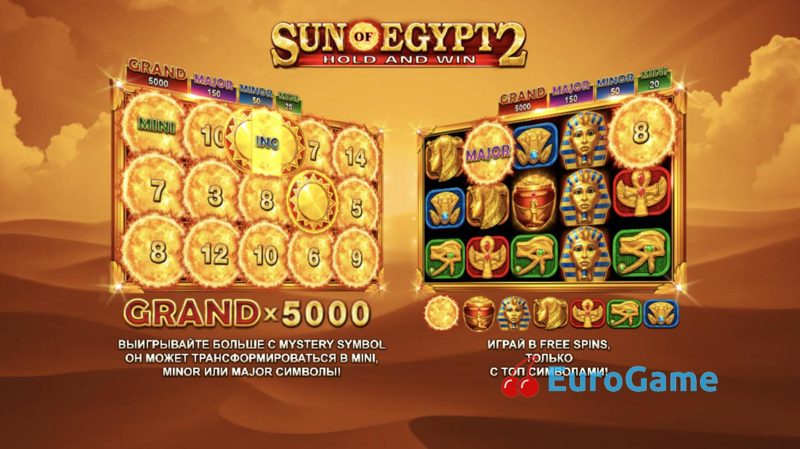 SUN OF EGYPT 2
HOLD AND WIN
GRAND MAJOR MINOR MINI
5000 150 50 20
MINI 10 7 14
7 3 8 5
8 12 10 6 9
GRAND × 5000
ВЫИГРЫВАЙТЕ БОЛЬШЕ С MYSTERY SYMBOL
ОН МОЖЕТ ТРАНСФОРМИРОВАТЬСЯ В MINI,
MINOR ИЛИ MAJOR СИМВОЛЫ!
GRAND MAJOR MINOR MINI
5000 150 50 20
MAJOR 8
ИГРАЙ В FREE SPINS,
ТОЛЬКО
С ТОП СИМВОЛАМИ!
EuroGame